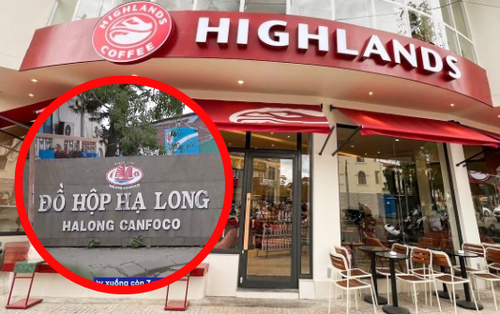 HIGHLANDS
COFFEE
HIGHLANDS
ĐỒ HỘP HẠ LONG
HALONG CANFOCO